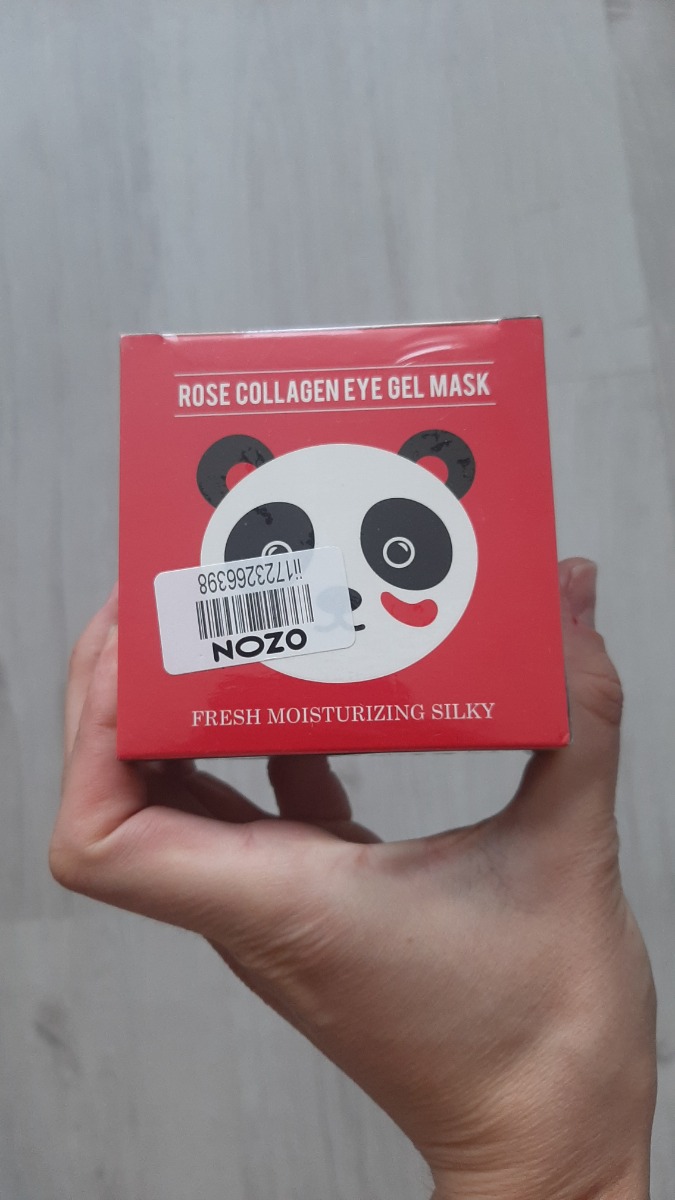 ROSE COLLAGEN EYE GEL MASK
ii1723266398
OZON
FRESH MOISTURIZING SILKY